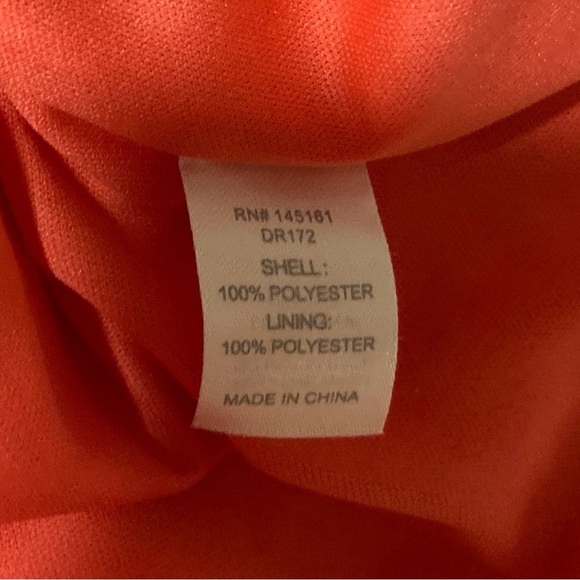 RN# 145161
DR172
SHELL:
100% POLYESTER
LINING:
100% POLYESTER
MADE IN CHINA